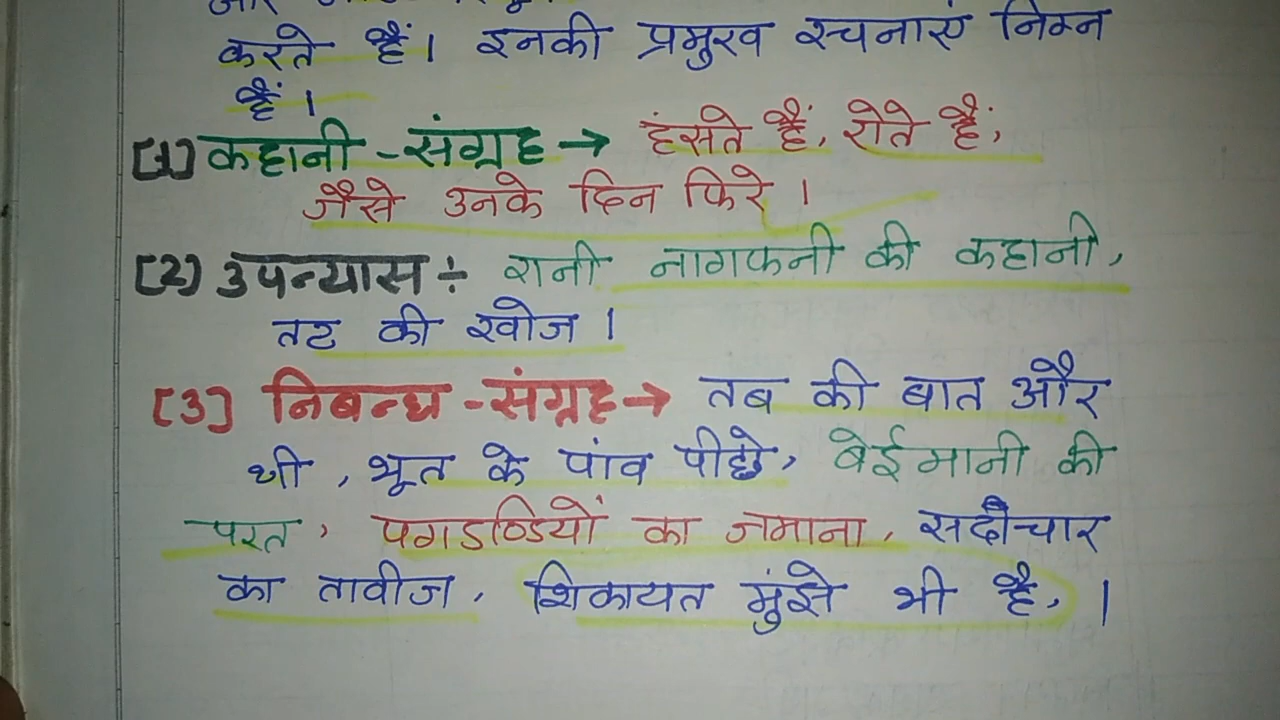 करते हैं। इनकी प्रमुख रचनाएं निम्न
हैं।
[1] कहानी - संग्रह → हंसते हैं, रोते हैं,
जैसे उनके दिन फिरे।
[2] उपन्यास ÷ रानी नागफनी की कहानी,
तट की खोज।
[3] निबन्ध - संग्रह → तब की बात और
थी, भूत के पांव पीछे, बेईमानी की
परत, पगडण्डियों का जमाना, सदाचार
का तावीज, शिकायत मुंझे भी है, ।